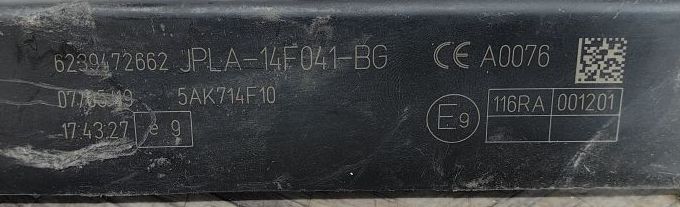 6239472662 JPLA-14F041-BG CE A0076
07/05/19 5AK714F10
116RA 001201
17.43.27 e 9 E9